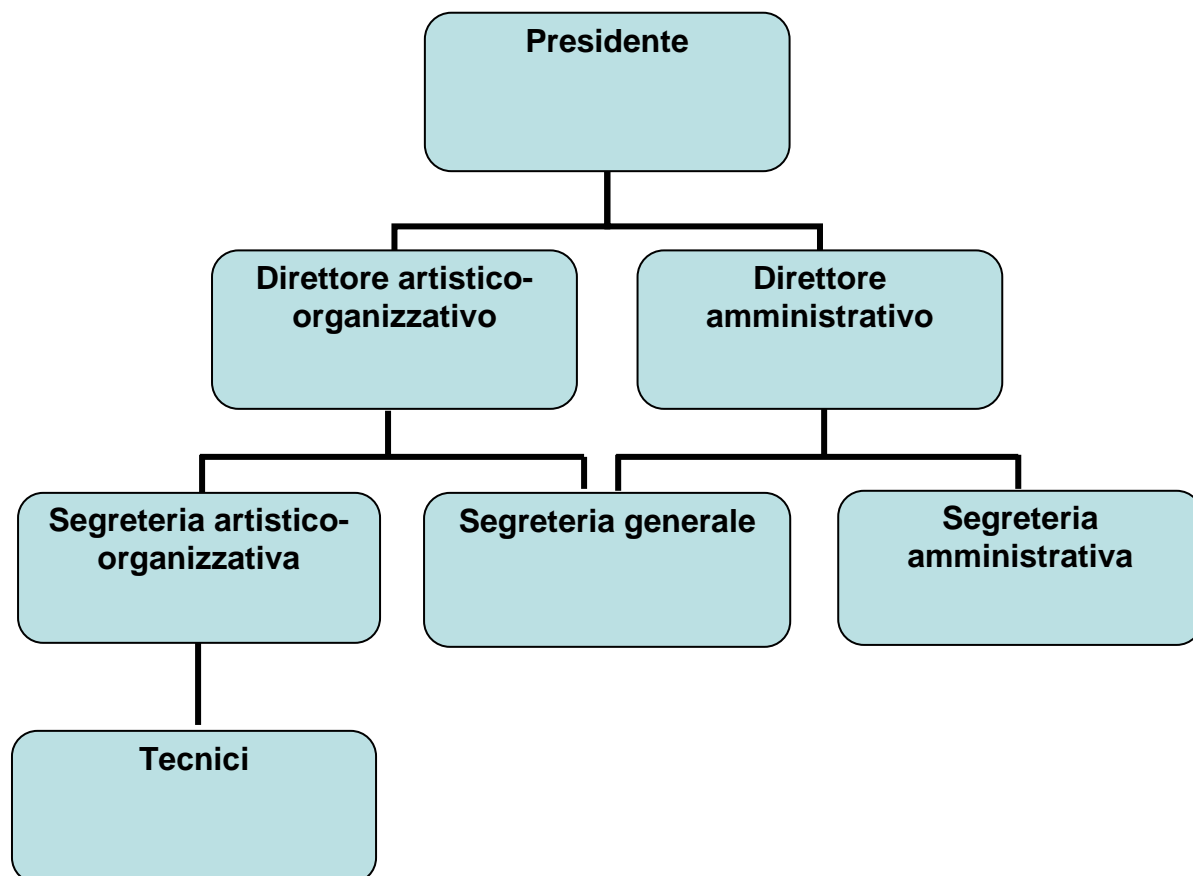 Presidente
Direttore artistico-
organizzativo
Direttore
amministrativo
Segreteria artistico-
organizzativa
Segreteria generale
Segreteria
amministrativa
Tecnici